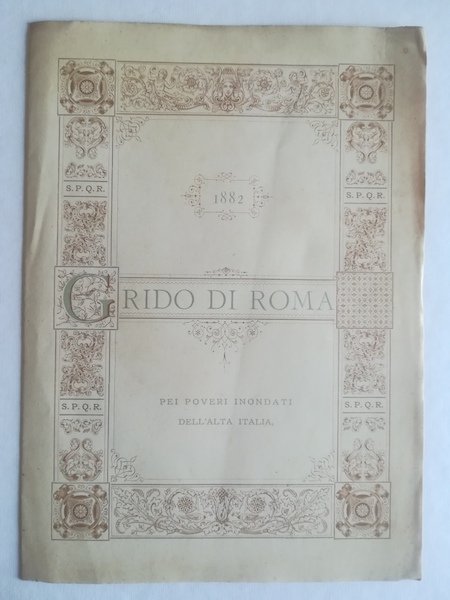 1882
S.P.Q.R.
S.P.Q.R.
GRIDO DI ROMA
PEI POVERI INONDATI
DELL'ALTA ITALIA.
S.P.Q.R.
S.P.Q.R.